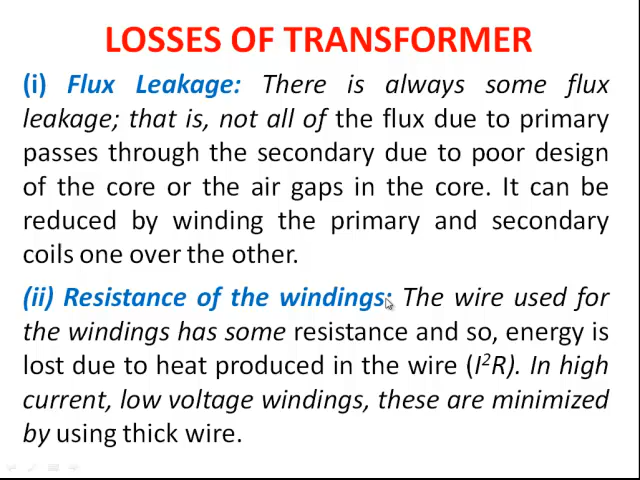 LOSSES OF TRANSFORMER
(i) Flux Leakage: There is always some flux
leakage; that is, not all of the flux due to primary
passes through the secondary due to poor design
of the core or the air gaps in the core. It can be
reduced by winding the primary and secondary
coils one over the other.
(ii) Resistance of the windings: The wire used for
the windings has some resistance and so, energy is
lost due to heat produced in the wire (I²R). In high
current, low voltage windings, these are minimized
by using thick wire.